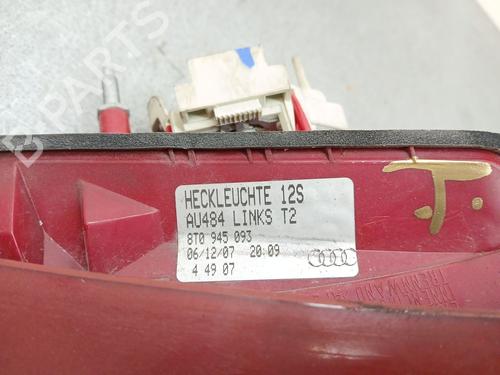 B-PARTS
HECKLEUCHTE 12S
AU484 LINKS T2
8T0 945 093
06/12/07 20:09
4 49 07
J.